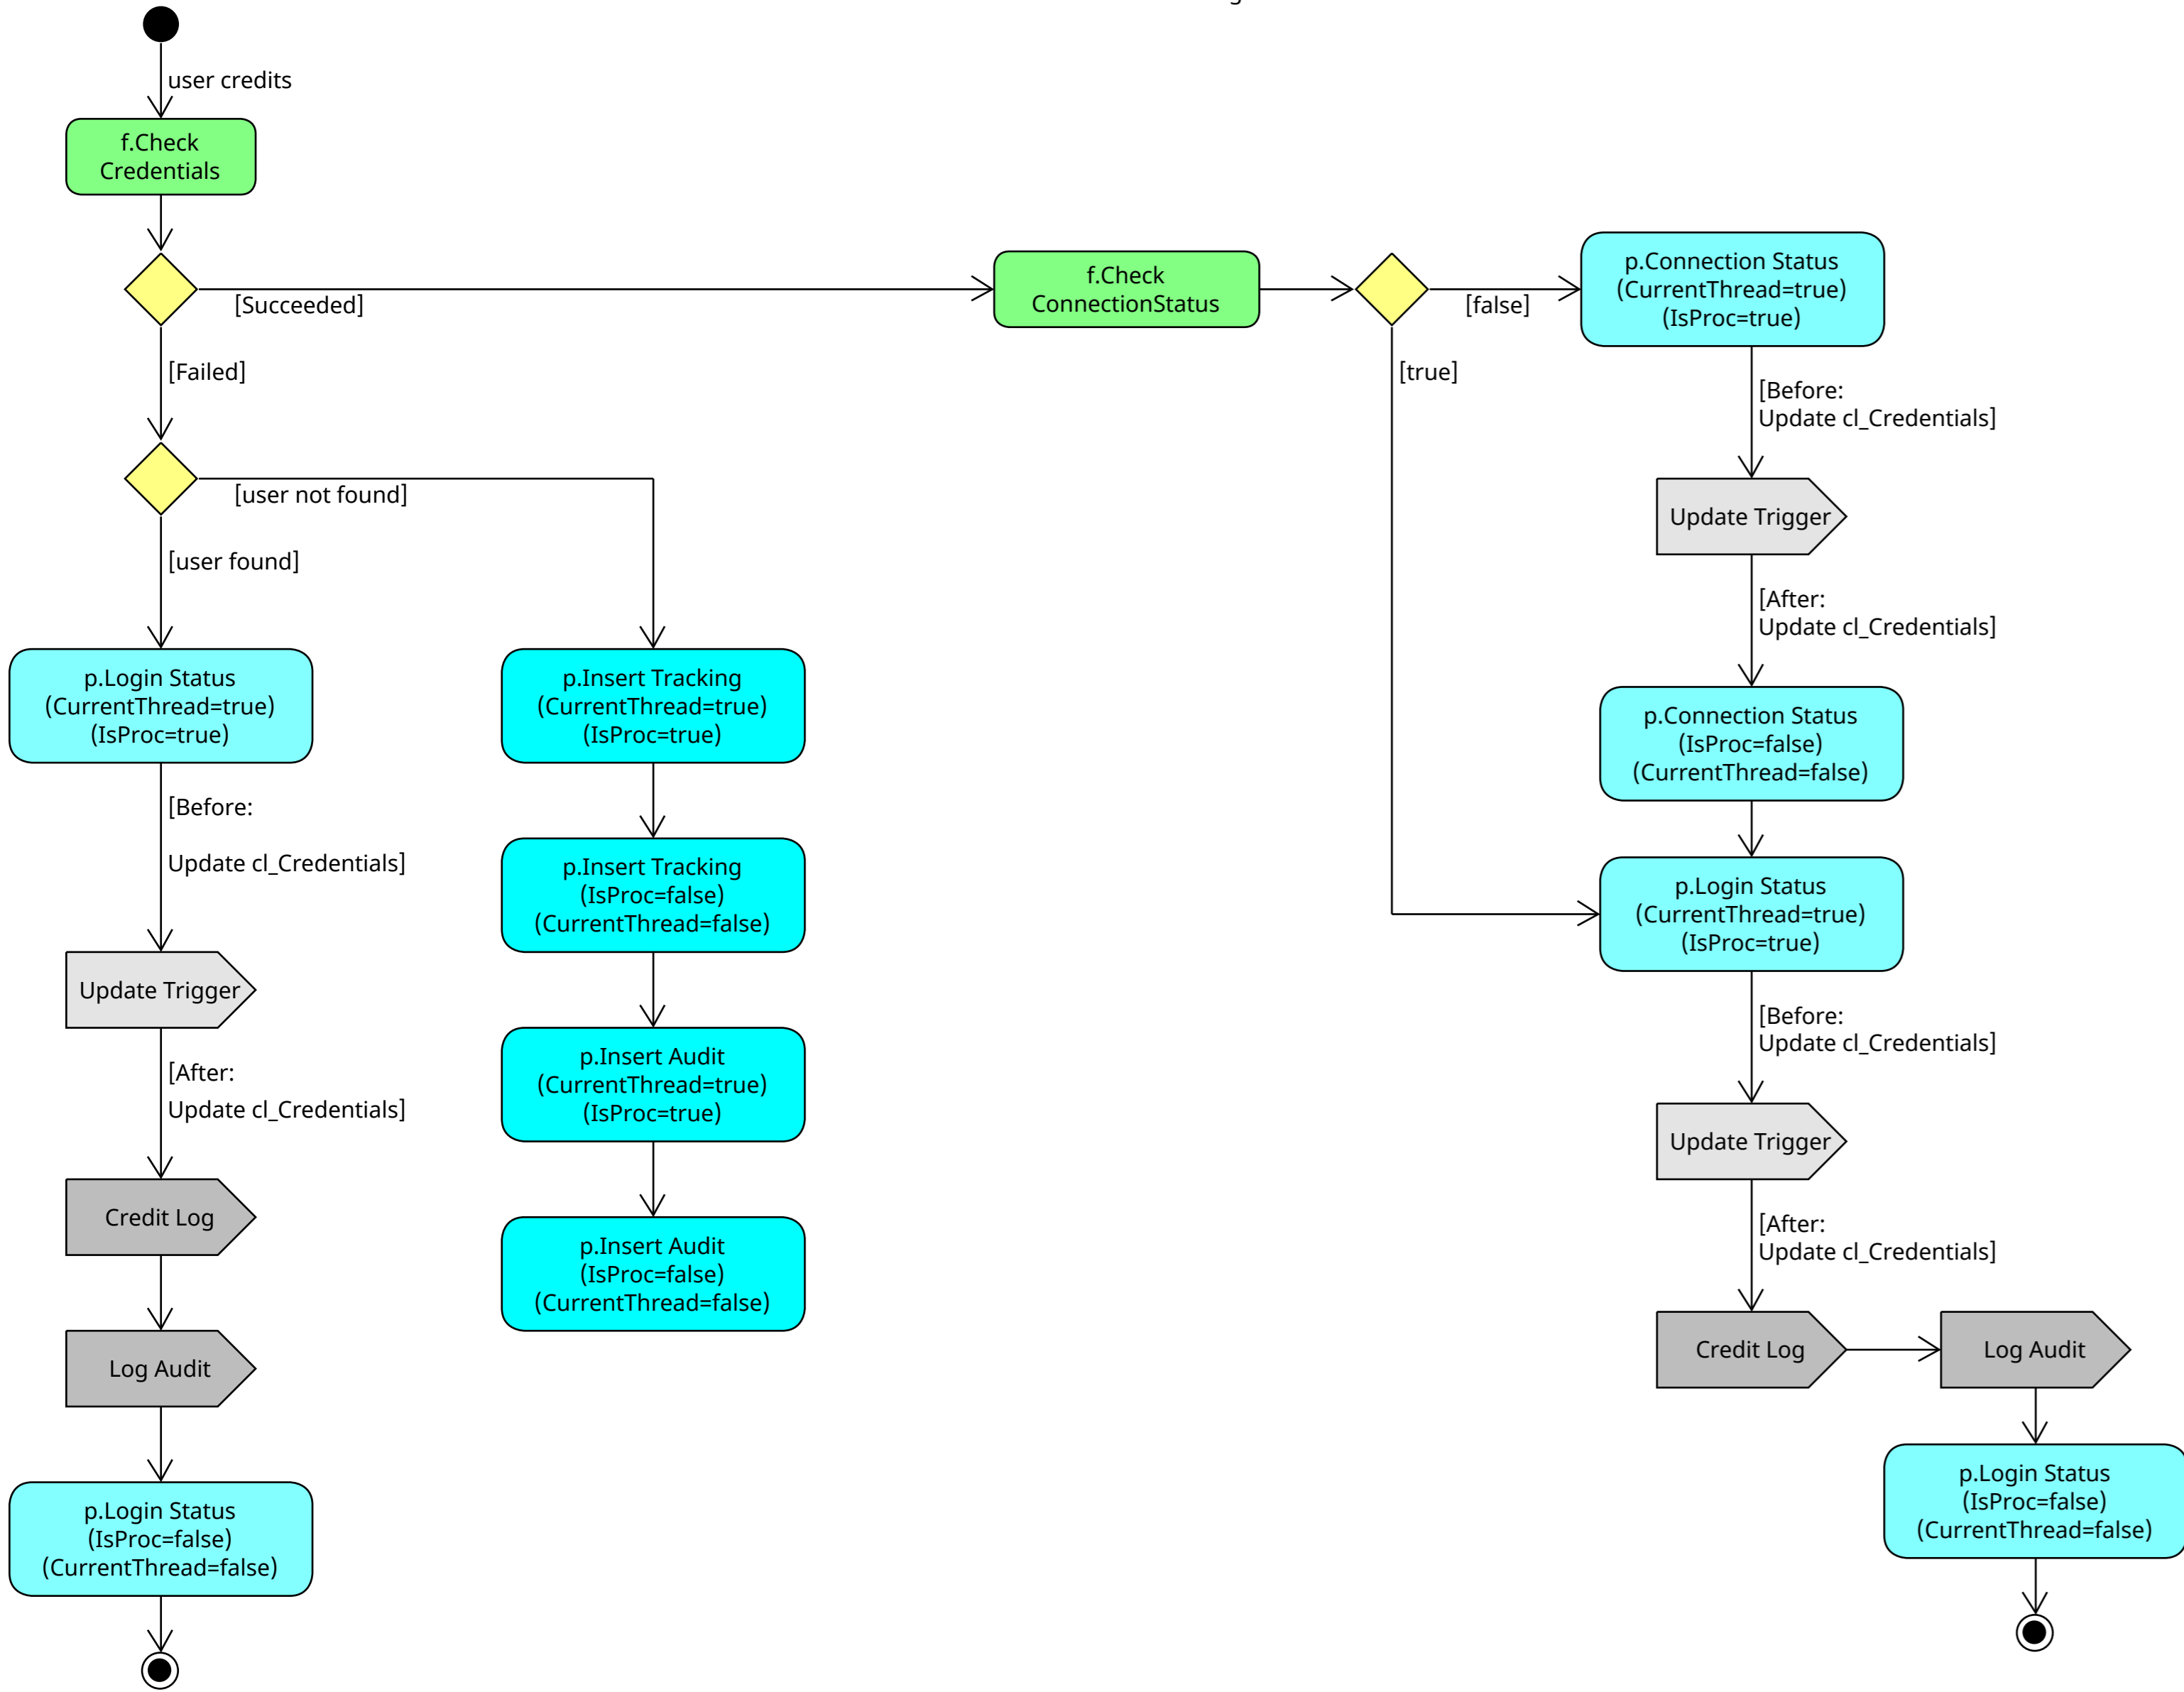 user credits
f.Check
Credentials
[Succeeded]
f.Check
ConnectionStatus
[false]
p.Connection Status
(CurrentThread=true)
(IsProc=true)
[Failed]
[true]
[Before:
Update cl_Credentials]
[user not found]
Update Trigger
[user found]
[After:
Update cl_Credentials]
p.Login Status
(CurrentThread=true)
(IsProc=true)
p.Insert Tracking
(CurrentThread=true)
(IsProc=true)
p.Connection Status
(IsProc=false)
(CurrentThread=false)
[Before:
Update cl_Credentials]
p.Insert Tracking
(IsProc=false)
(CurrentThread=false)
p.Login Status
(CurrentThread=true)
(IsProc=true)
Update Trigger
[Before:
Update cl_Credentials]
[After:
Update cl_Credentials]
p.Insert Audit
(CurrentThread=true)
(IsProc=true)
Update Trigger
Credit Log
[After:
Update cl_Credentials]
p.Insert Audit
(IsProc=false)
(CurrentThread=false)
Log Audit
Credit Log
Log Audit
p.Login Status
(IsProc=false)
(CurrentThread=false)
p.Login Status
(IsProc=false)
(CurrentThread=false)